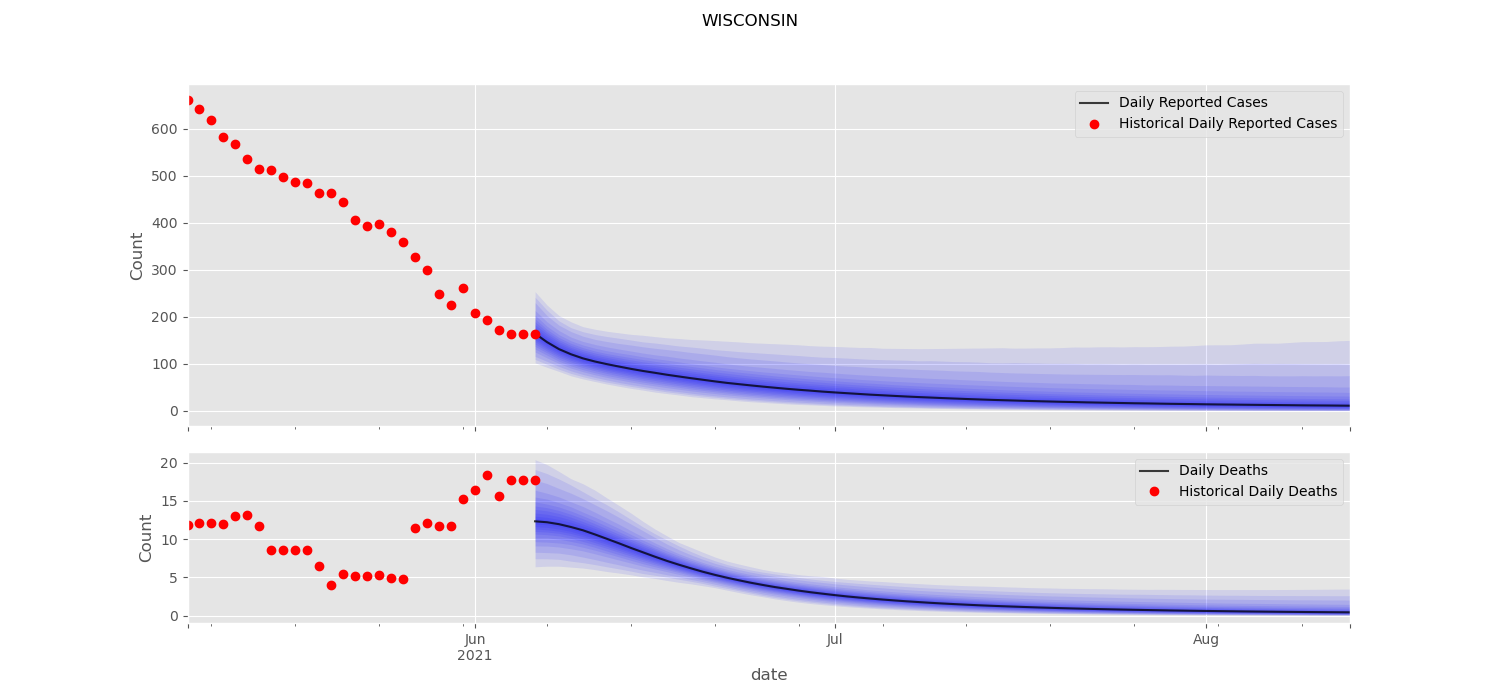 WISCONSIN
Daily Reported Cases
Historical Daily Reported Cases
600
500
400
300
200
100
0
Count
Daily Deaths
Historical Daily Deaths
20
15
10
5
0
Count
Jun
2021
Jul
Aug
date